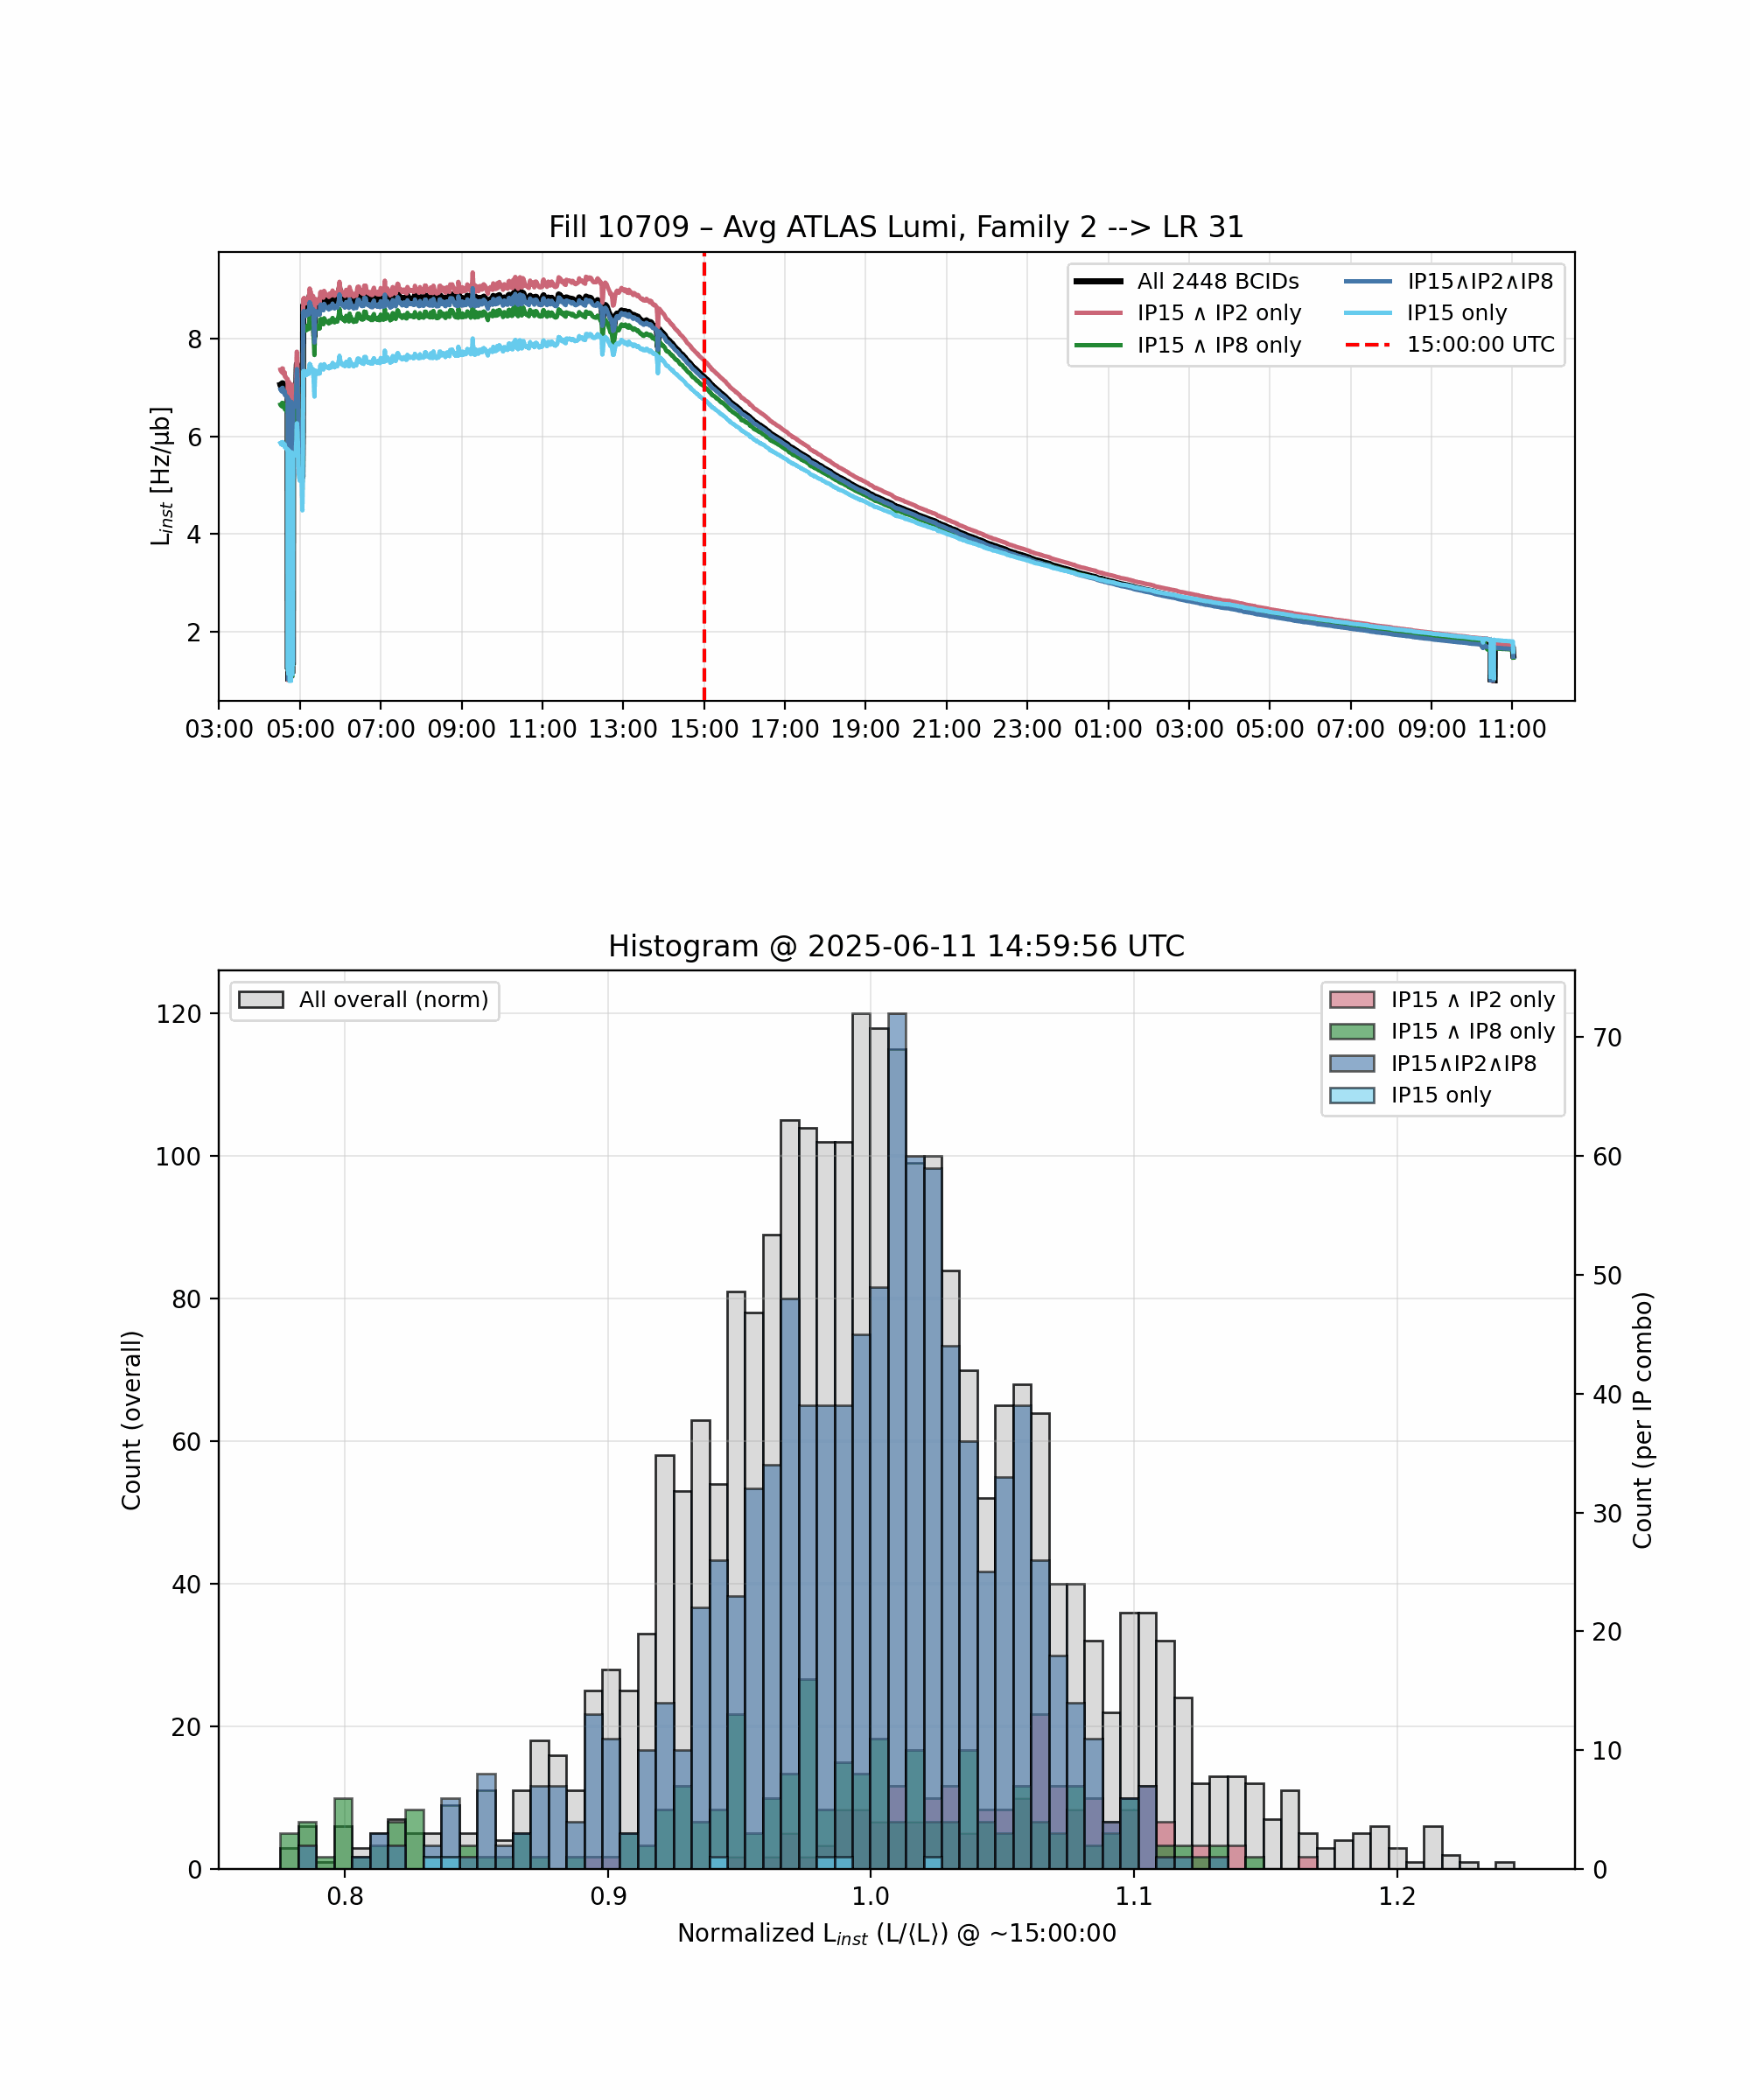 Fill 10709 – Avg ATLAS Lumi, Family 2 --> LR 31
All 2448 BCIDs
IP15 ∧ IP2 only
IP15 ∧ IP8 only
IP15∧IP2∧IP8
IP15 only
15:00:00 UTC
L_inst [Hz/μb]
8
6
4
2
03:00 05:00 07:00 09:00 11:00 13:00 15:00 17:00 19:00 21:00 23:00 01:00 03:00 05:00 07:00 09:00 11:00
Histogram @ 2025-06-11 14:59:56 UTC
All overall (norm)
IP15 ∧ IP2 only
IP15 ∧ IP8 only
IP15∧IP2∧IP8
IP15 only
Count (overall)
120
100
80
60
40
20
0
70
60
50
40
30
20
10
0
Count (per IP combo)
0.8 0.9 1.0 1.1 1.2
Normalized L_inst (L/⟨L⟩) @ ~15:00:00